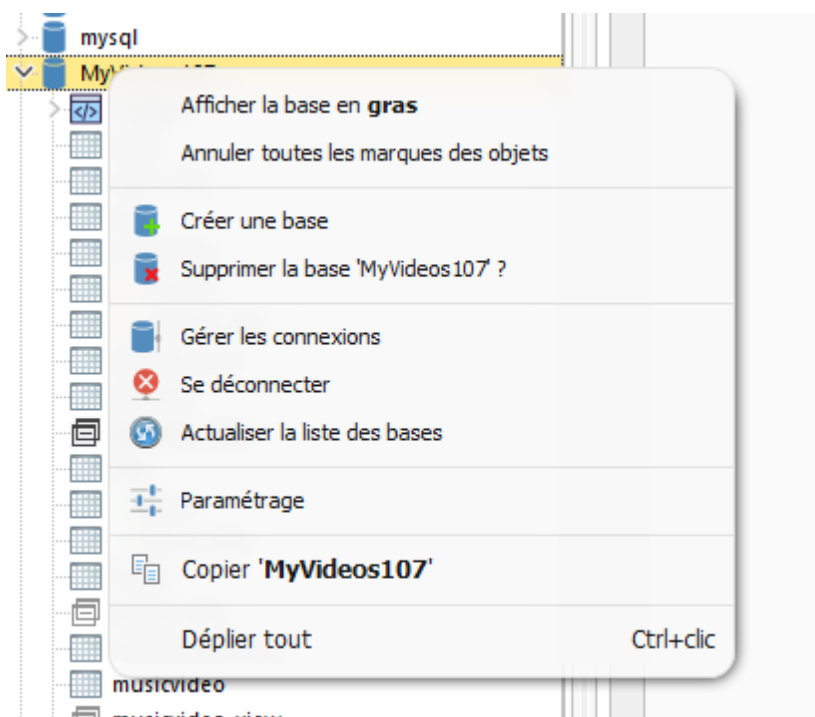 mysql
Afficher la base en gras
Annuler toutes les marques des objets
Créer une base
Supprimer la base 'MyVideos107' ?
Gérer les connexions
Se déconnecter
Actualiser la liste des bases
Paramétrage
Copier 'MyVideos107'
Déplier tout Ctrl+clic
musicvideo